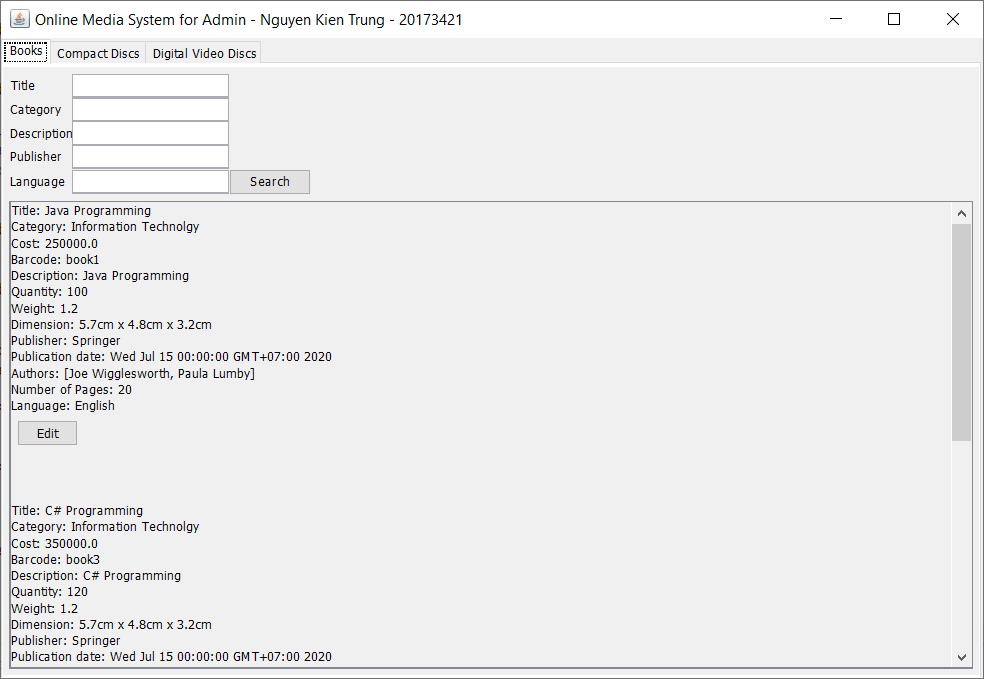 Online Media System for Admin - Nguyen Kien Trung - 20173421
Books Compact Discs Digital Video Discs
Title
Category
Description
Publisher
Language Search
Title: Java Programming
Category: Information Technolgy
Cost: 250000.0
Barcode: book1
Description: Java Programming
Quantity: 100
Weight: 1.2
Dimension: 5.7cm x 4.8cm x 3.2cm
Publisher: Springer
Publication date: Wed Jul 15 00:00:00 GMT+07:00 2020
Authors: [Joe Wigglesworth, Paula Lumby]
Number of Pages: 20
Language: English
Edit
Title: C# Programming
Category: Information Technolgy
Cost: 350000.0
Barcode: book3
Description: C# Programming
Quantity: 120
Weight: 1.2
Dimension: 5.7cm x 4.8cm x 3.2cm
Publisher: Springer
Publication date: Wed Jul 15 00:00:00 GMT+07:00 2020